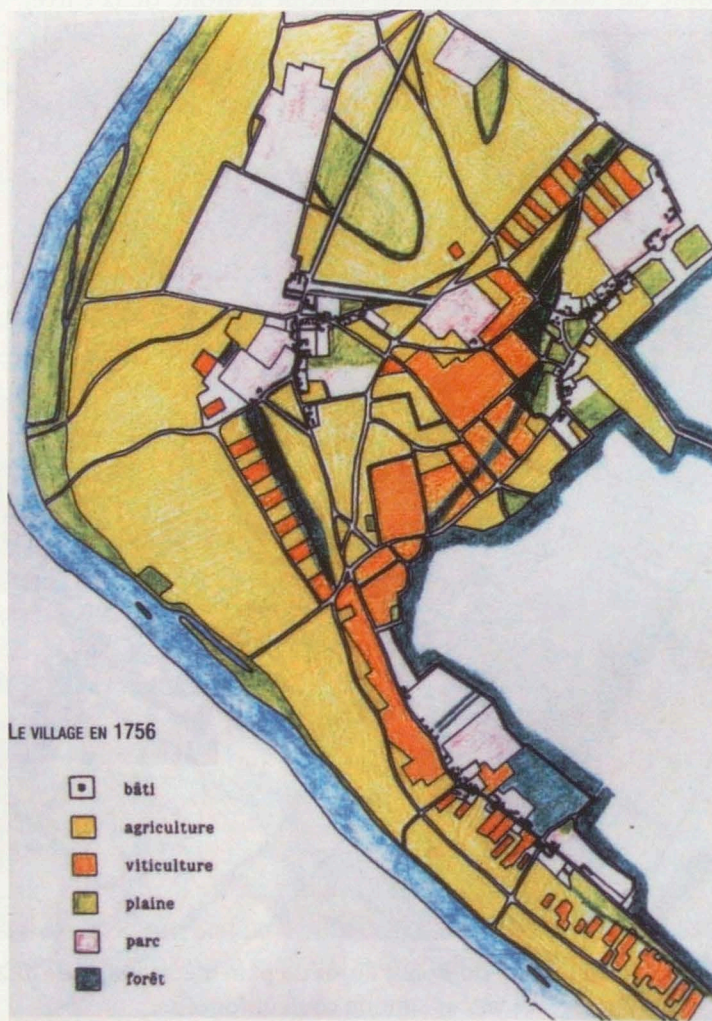 LE VILLAGE EN 1756
bâti
agriculture
viticulture
plaine
parc
forêt